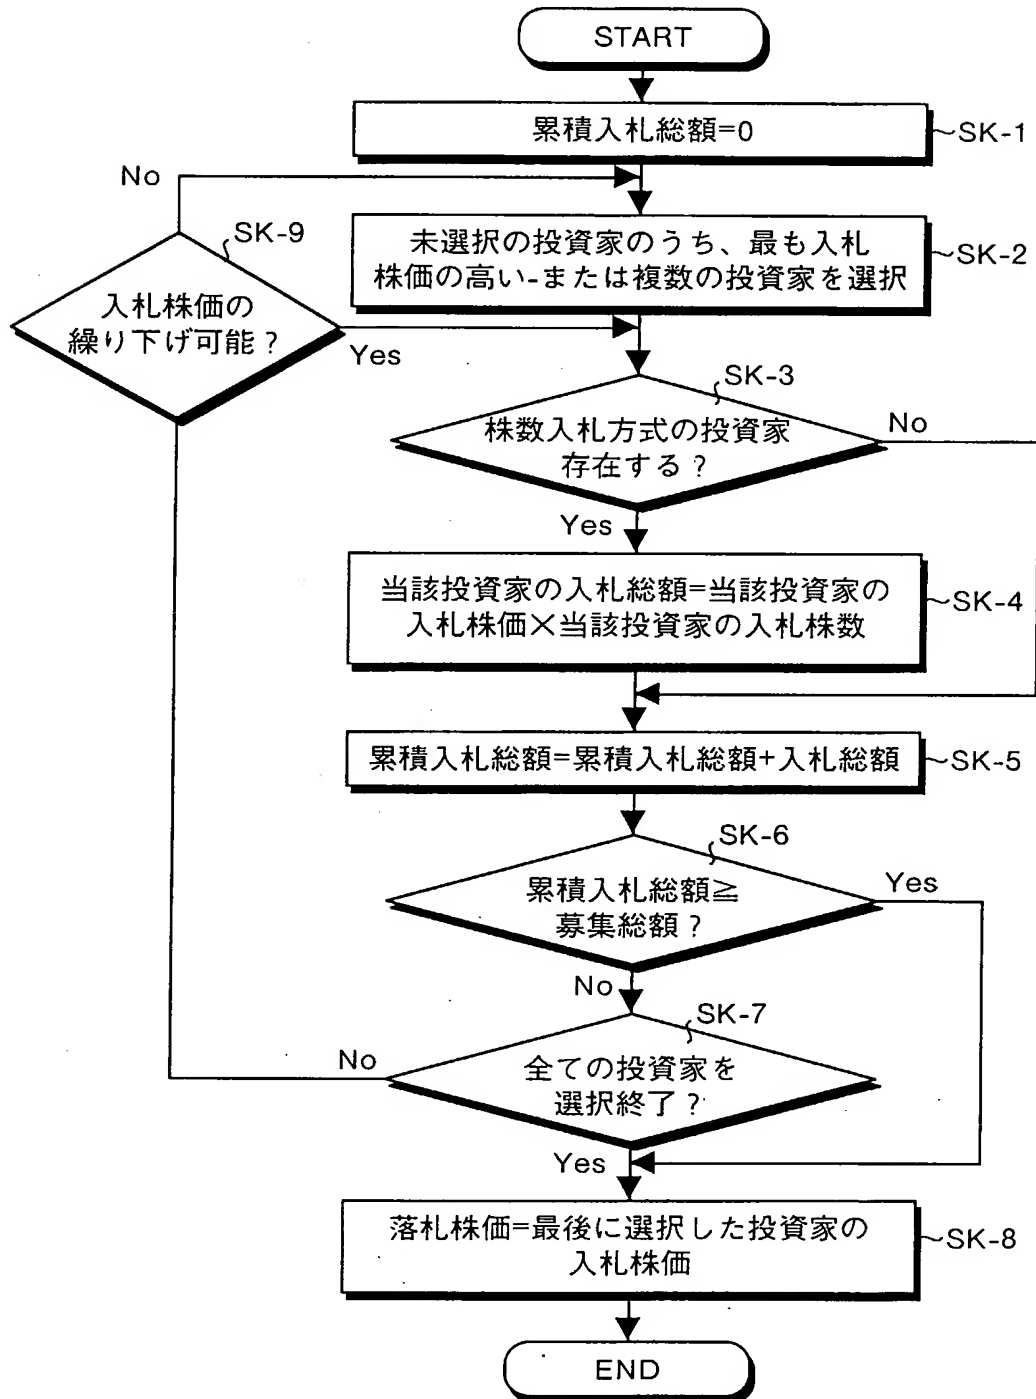 START
累積入札総額=0
SK-1
No
SK-9
未選択の投資家のうち、最も入札
株価の高い-または複数の投資家を選択
SK-2
入札株価の
繰り下げ可能?
Yes
SK-3
株数入札方式の投資家
存在する?
No
Yes
当該投資家の入札総額=当該投資家の
入札株価×当該投資家の入札株数
SK-4
累積入札総額=累積入札総額+入札総額
SK-5
SK-6
累積入札総額≧
募集総額?
Yes
No
SK-7
No
全ての投資家を
選択終了?
Yes
落札株価=最後に選択した投資家の
入札株価
SK-8
END